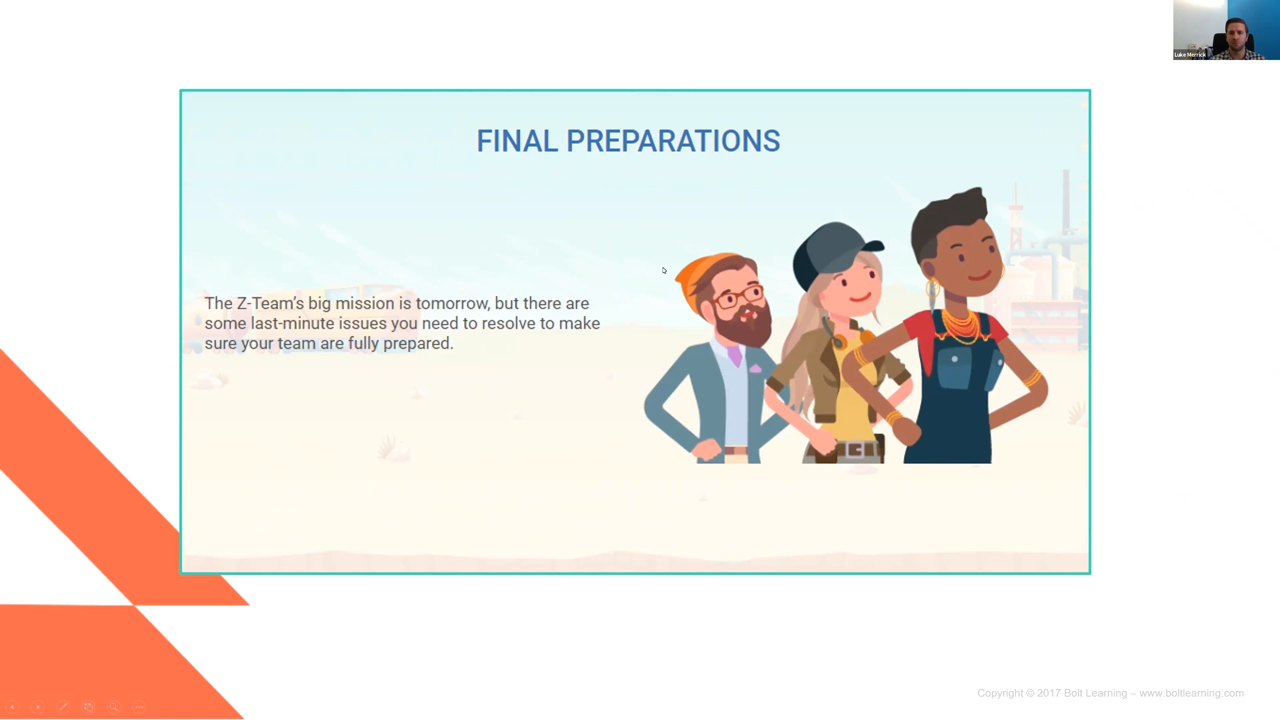 Luke Merrick
FINAL PREPARATIONS
The Z-Team's big mission is tomorrow, but there are
some last-minute issues you need to resolve to make
sure your team are fully prepared.
Copyright © 2017 Bolt Learning – www.boltlearning.com